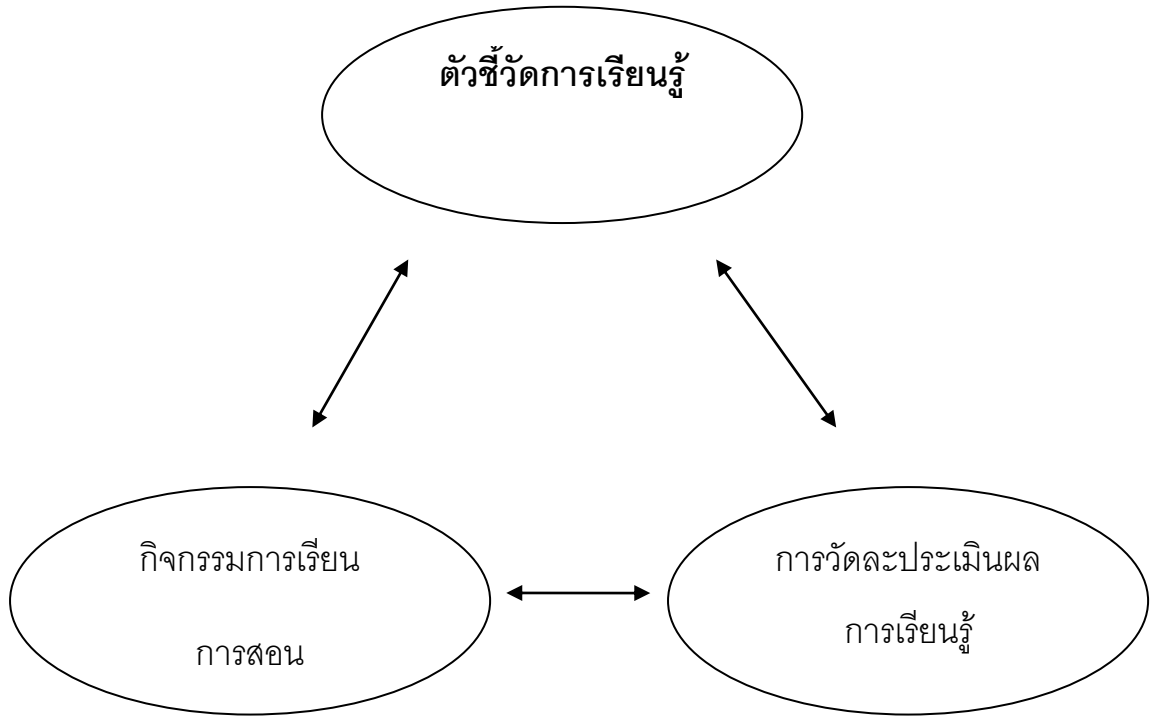 ตัวชี้วัดการเรียนรู้
กิจกรรมการเรียน
การสอน
การวัดละประเมินผล
การเรียนรู้